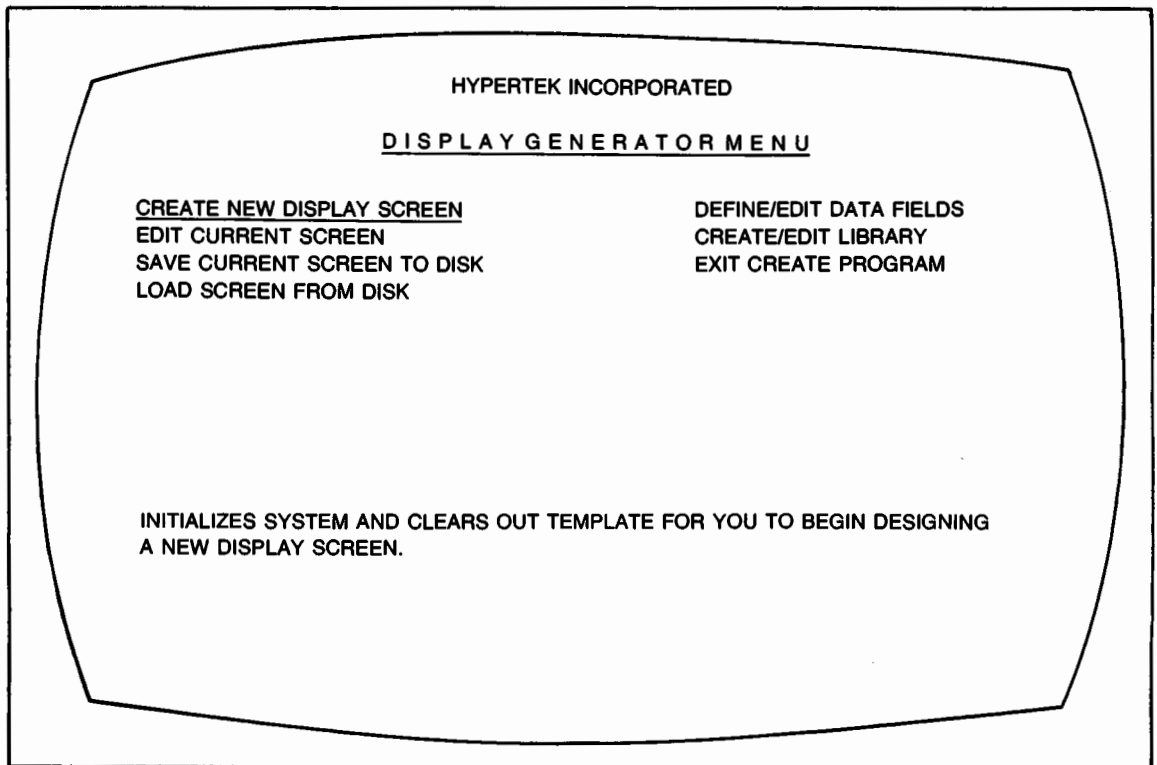 HYPERTEK INCORPORATED
DISPLAY GENERATOR MENU
CREATE NEW DISPLAY SCREEN
EDIT CURRENT SCREEN
SAVE CURRENT SCREEN TO DISK
LOAD SCREEN FROM DISK
DEFINE/EDIT DATA FIELDS
CREATE/EDIT LIBRARY
EXIT CREATE PROGRAM
INITIALIZES SYSTEM AND CLEARS OUT TEMPLATE FOR YOU TO BEGIN DESIGNING
A NEW DISPLAY SCREEN.